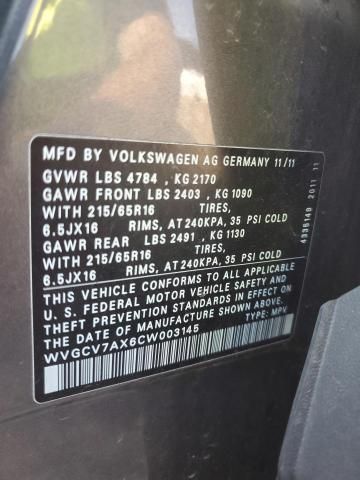 MFD BY VOLKSWAGEN AG GERMANY 11/11
GVWR LBS 4784 , KG 2170
GAWR FRONT LBS 2403 , KG 1090
WITH 215/65R16 TIRES,
6.5JX16 RIMS, AT 240KPA, 35 PSI COLD
GAWR REAR LBS 2491 , KG 1130
WITH 215/65R16 TIRES,
6.5JX16 RIMS, AT 240KPA, 35 PSI COLD
THIS VEHICLE CONFORMS TO ALL APPLICABLE
U. S. FEDERAL MOTOR VEHICLE SAFETY AND
THEFT PREVENTION STANDARDS IN EFFECT ON
THE DATE OF MANUFACTURE SHOWN ABOVE.
WVGCV7AX6CW003145 TYPE: MPV
4335149 2011 11